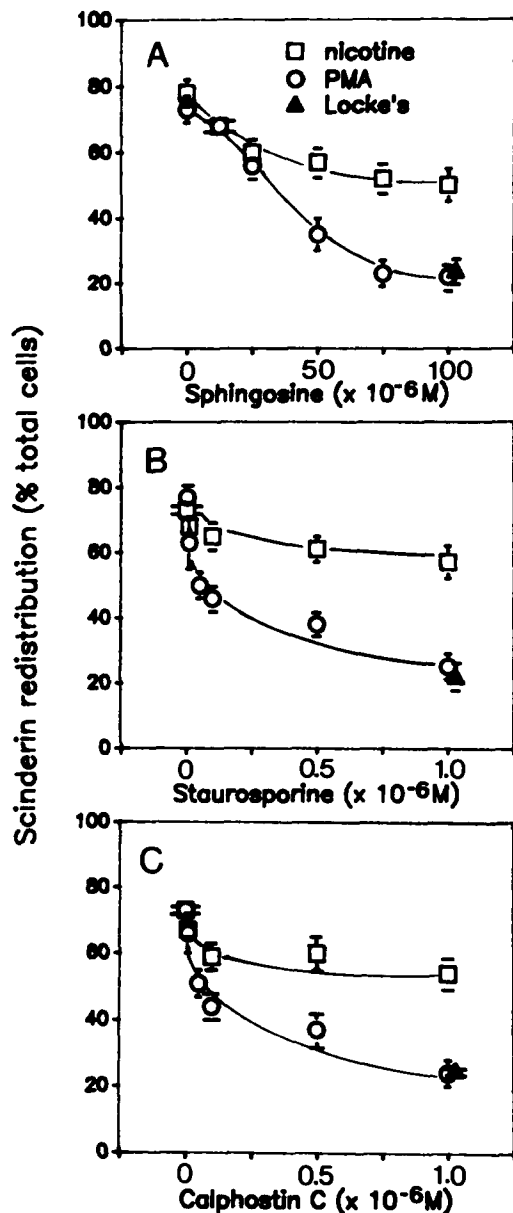 Scinderin redistribution (% total cells)
A
nicotine
PMA
Locke's
100
80
60
40
20
0
0
50
100
Sphingosine (x 10⁻⁶M)
B
100
80
60
40
20
0
0
0.5
1.0
Staurosporine (x 10⁻⁶M)
C
100
80
60
40
20
0
0
0.5
1.0
Calphostin C (x 10⁻⁶M)